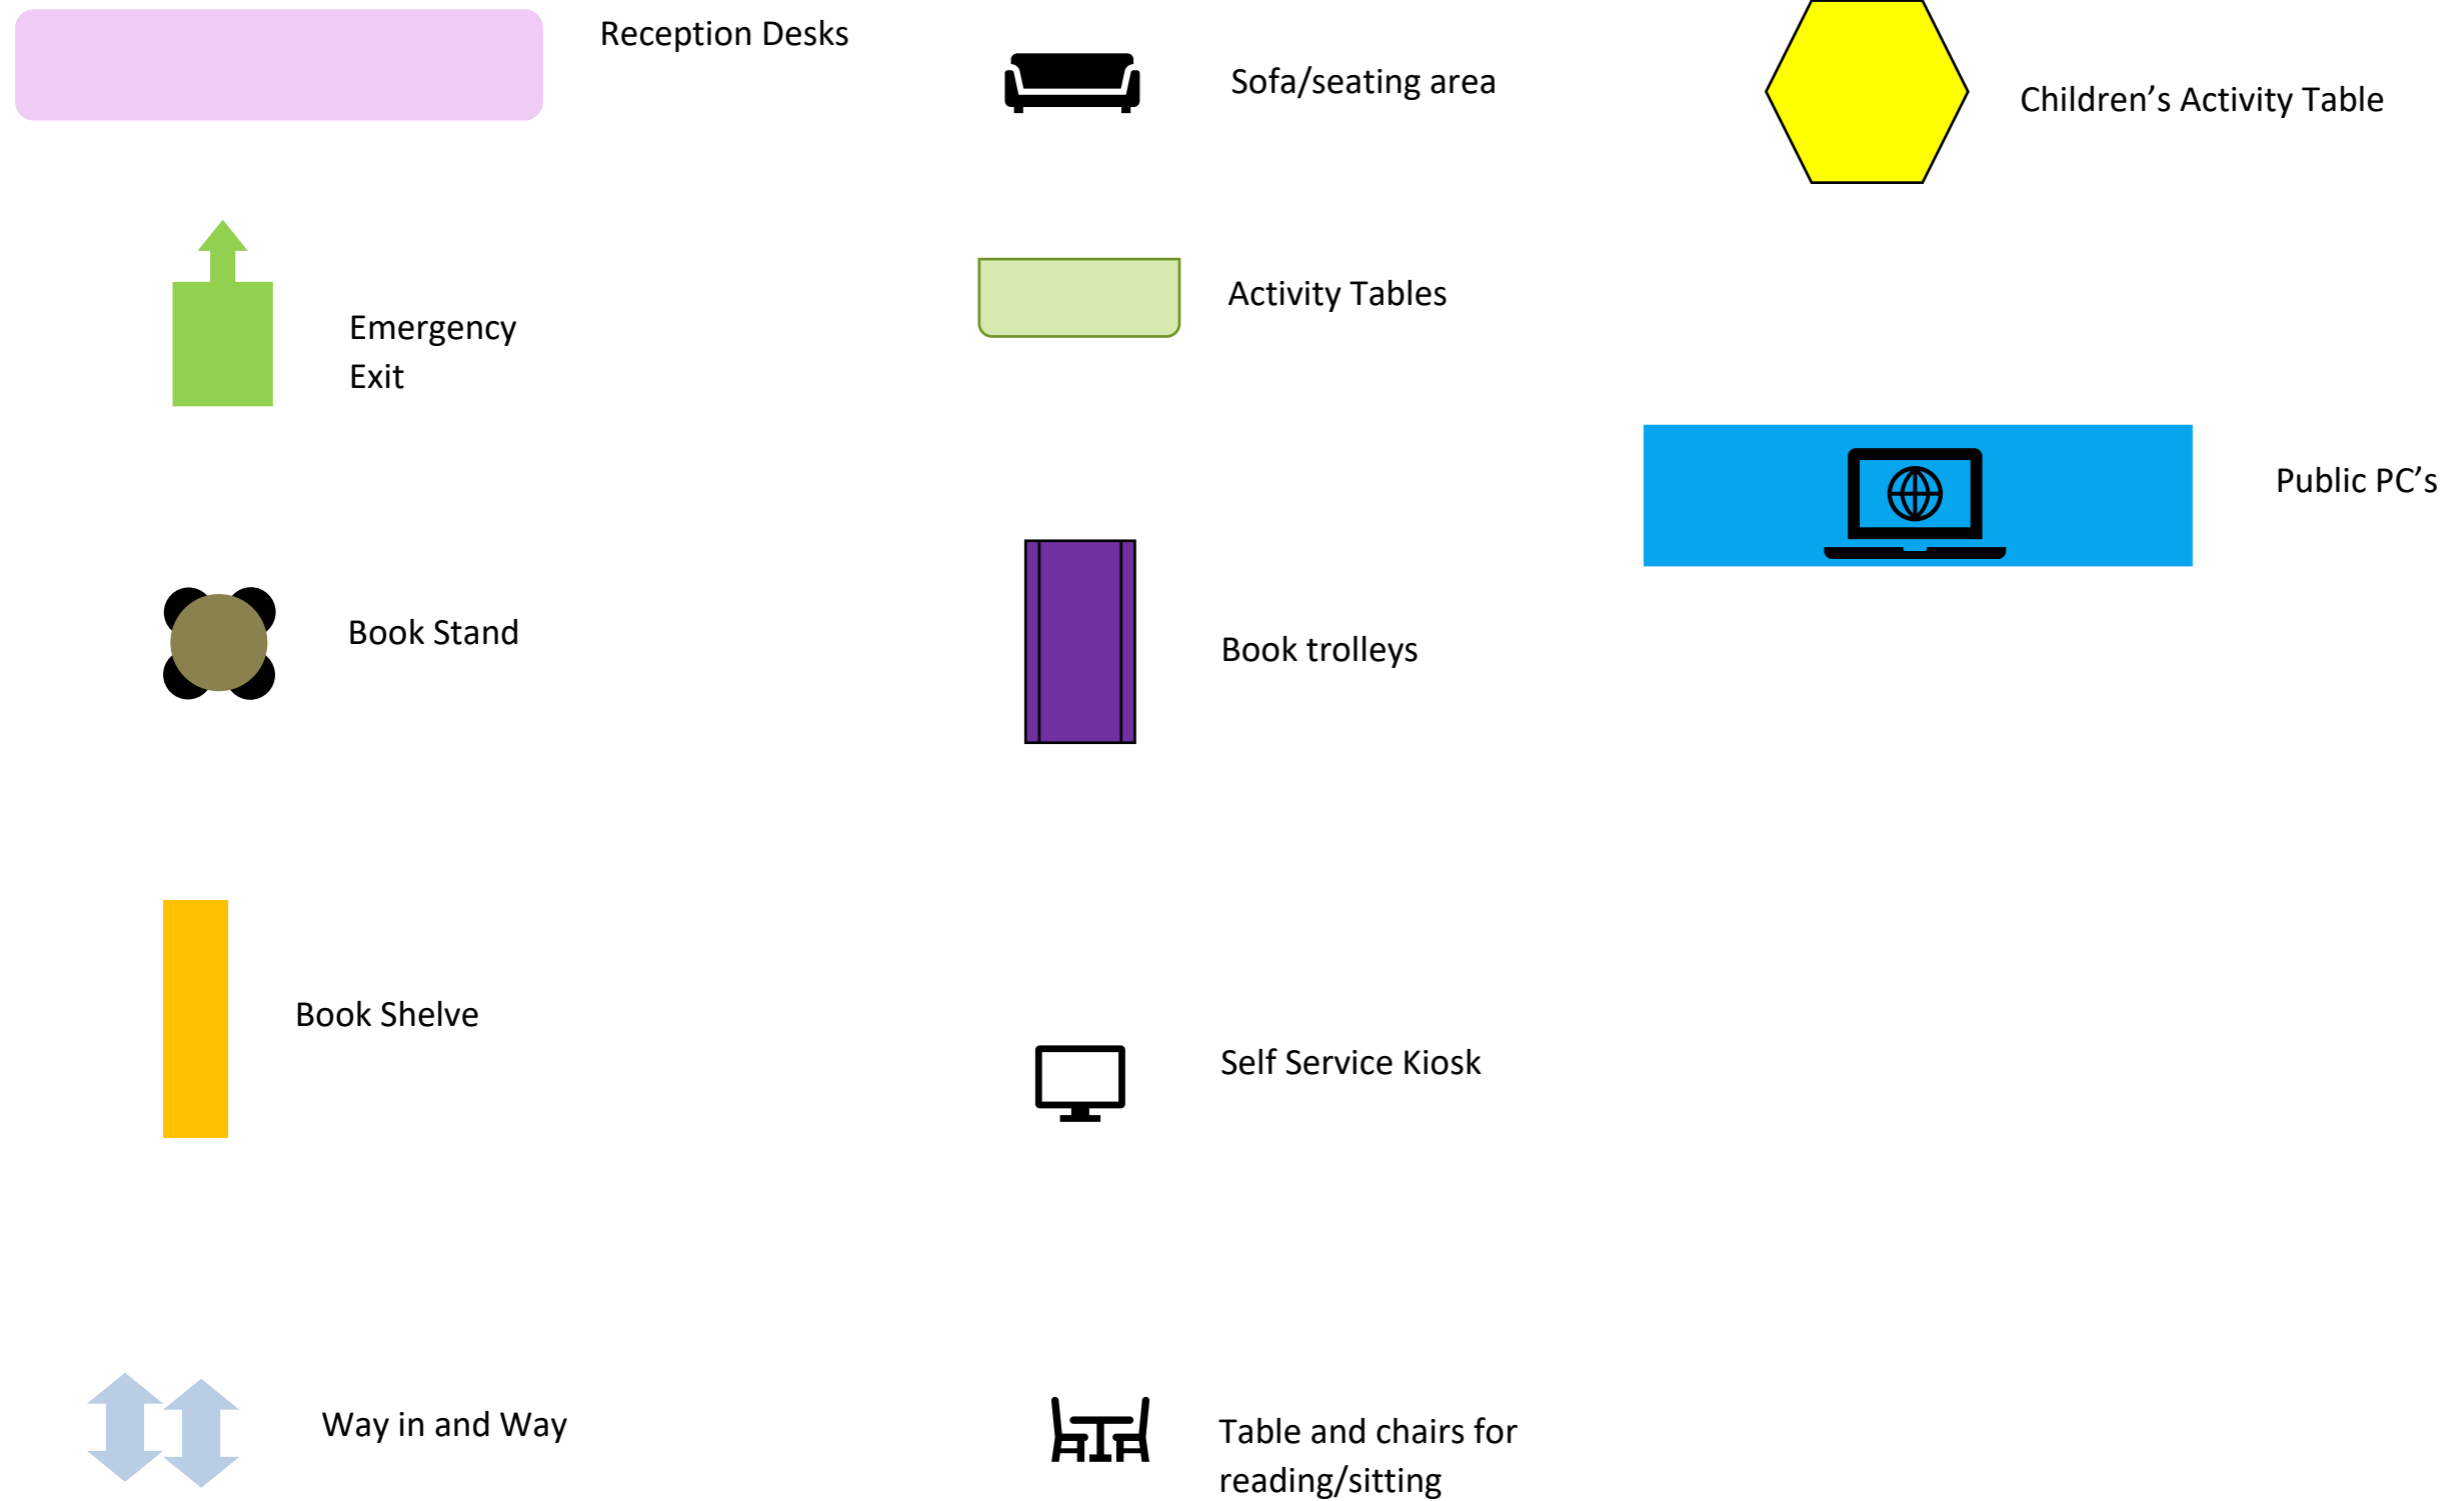 Reception Desks
Sofa/seating area
Children’s Activity Table
Emergency
Exit
Activity Tables
Public PC’s
Book Stand
Book trolleys
Book Shelve
Self Service Kiosk
Way in and Way
Table and chairs for
reading/sitting